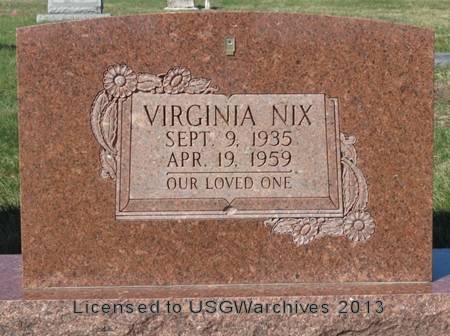 VIRGINIA NIX
SEPT. 9, 1935
APR. 19, 1959
OUR LOVED ONE
Licensed to USGWarchives 2013